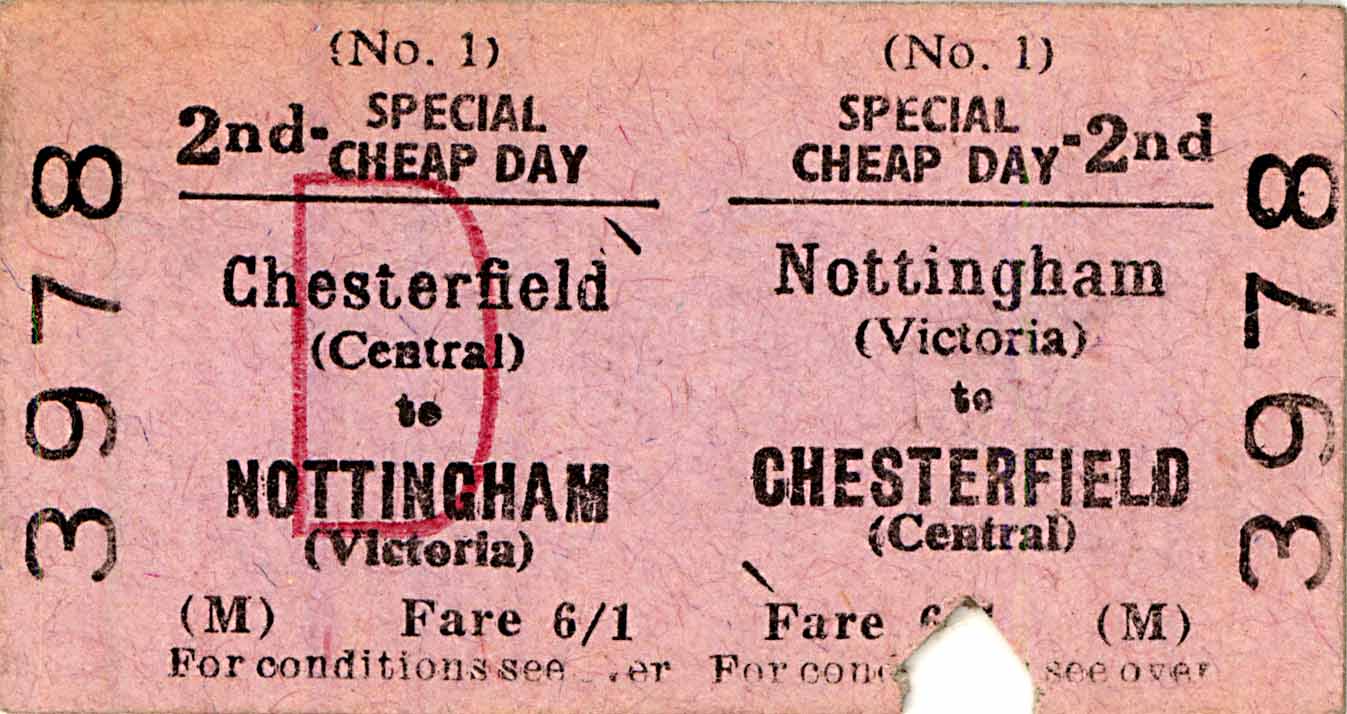 3978
(No. 1)
2nd-SPECIAL
CHEAP DAY
Chesterfield
(Central)
to
NOTTINGHAM
(Victoria)
(M) Fare 6/1
For conditions see
D
(No. 1)
SPECIAL
CHEAP DAY-2nd
Nottingham
(Victoria)
to
CHESTERFIELD
(Central)
Fare (M)
For see over
3978